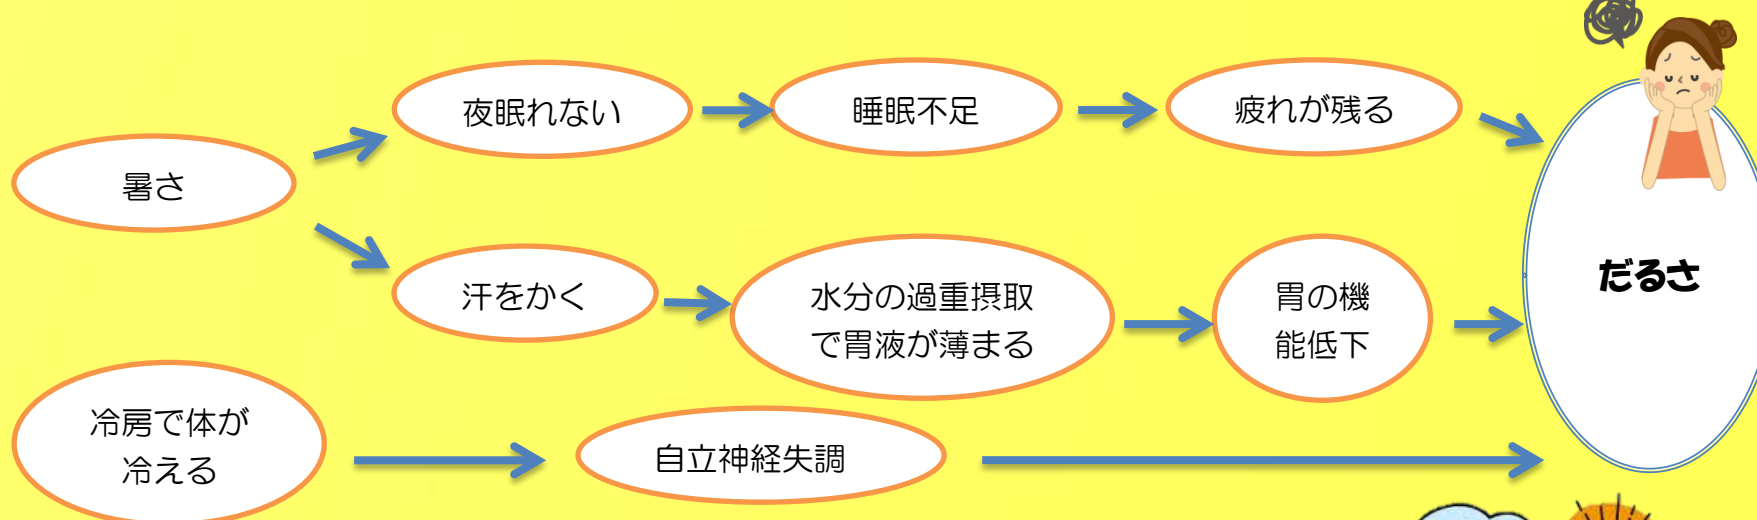 夜眠れない
睡眠不足
疲れが残る
暑さ
だるさ
汗をかく
水分の過重摂取
で胃液が薄まる
胃の機
能低下
冷房で体が
冷える
自立神経失調